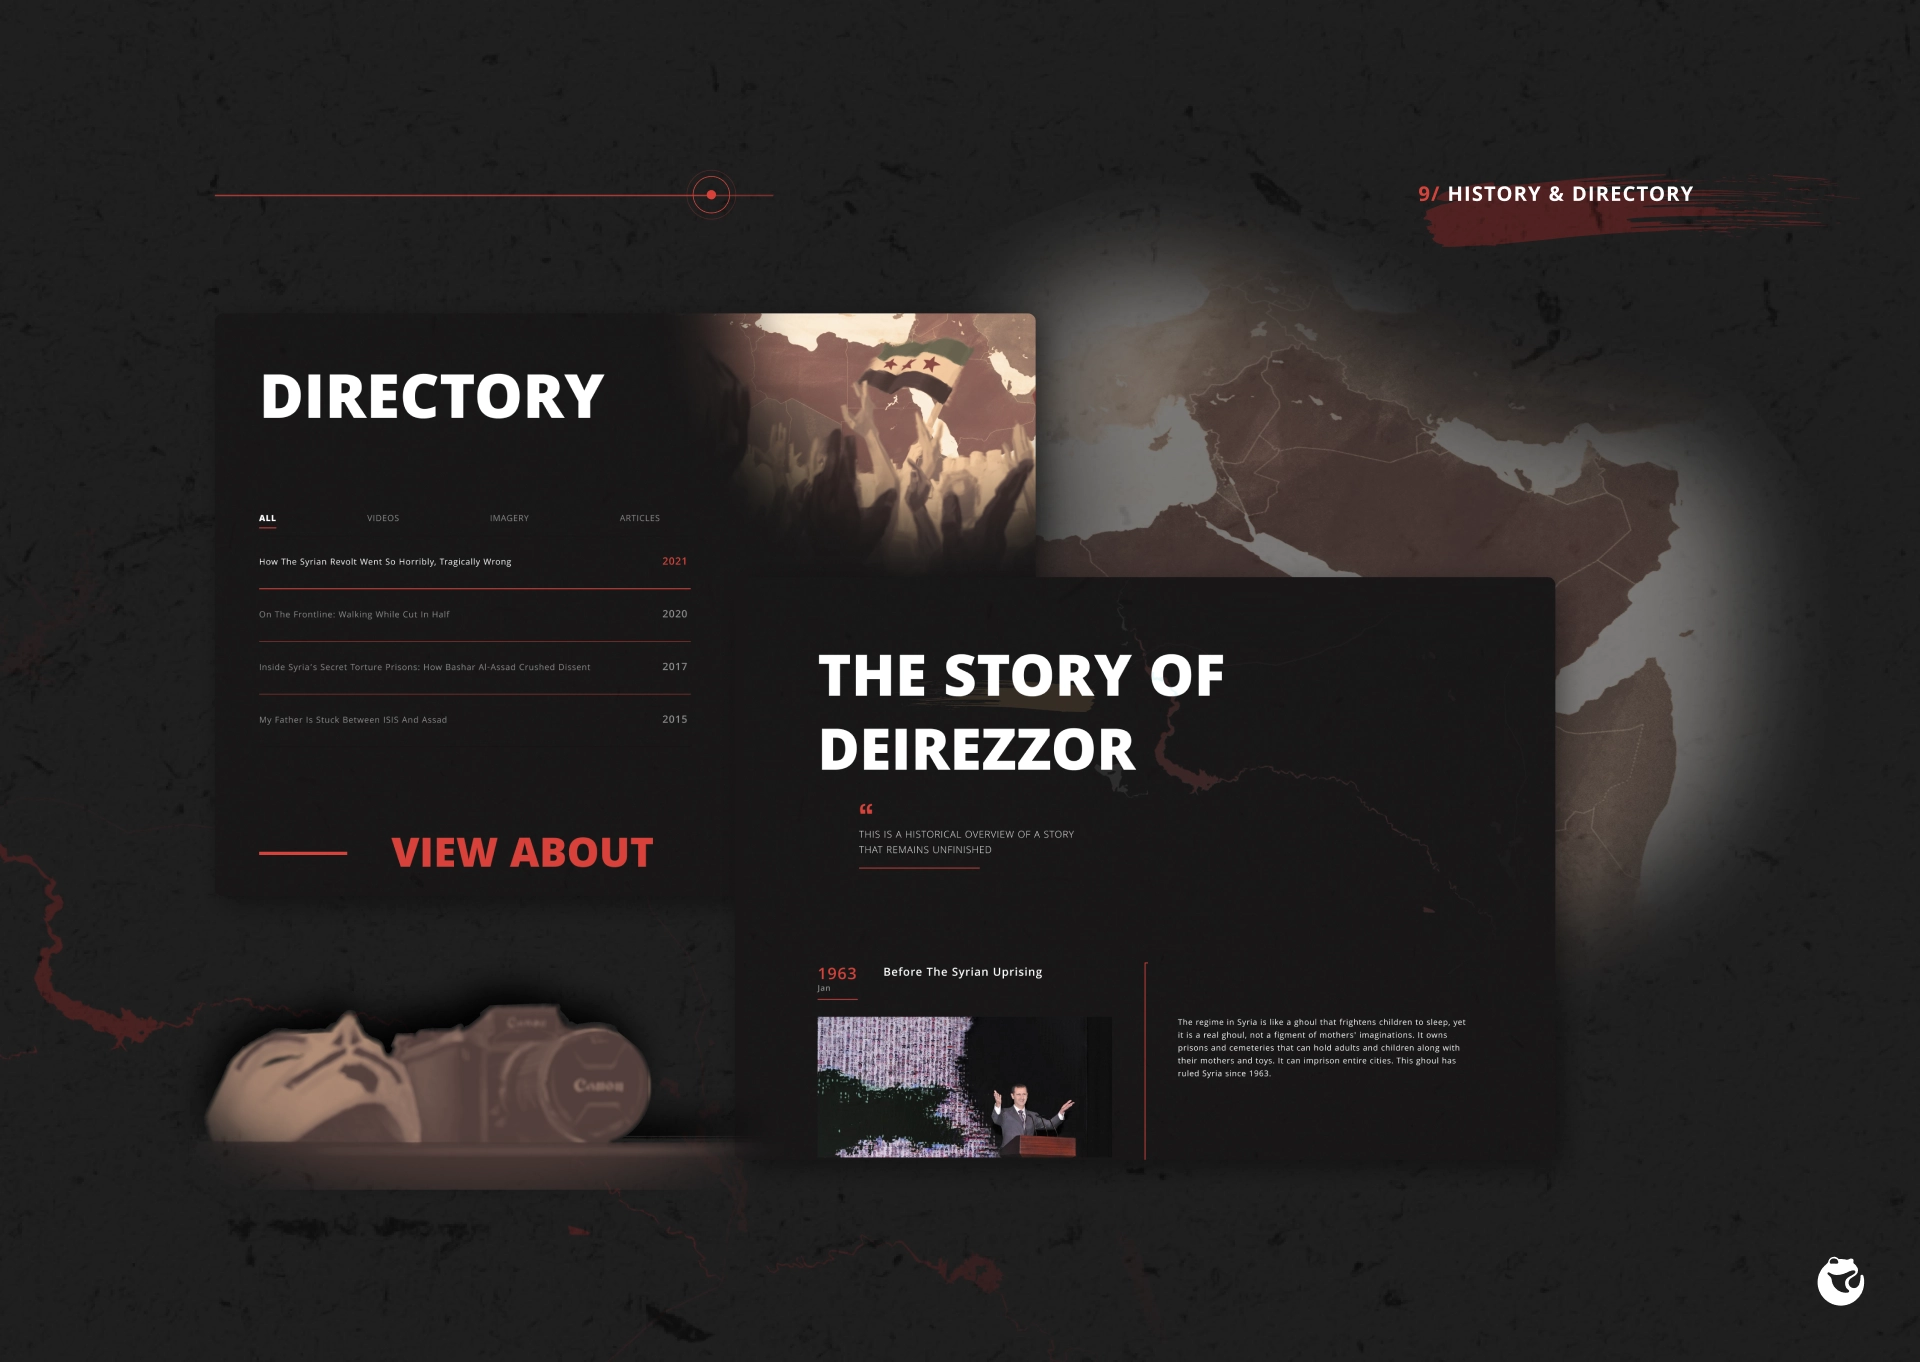 9/ HISTORY & DIRECTORY
DIRECTORY
ALL VIDEOS IMAGERY ARTICLES
How The Syrian Revolt Went So Horribly, Tragically Wrong 2021
On The Frontline: Walking While Cut In Half 2020
Inside Syria's Secret Torture Prisons: How Bashar Al-Assad Crushed Dissent 2017
My Father Is Stuck Between ISIS And Assad 2015
VIEW ABOUT
THE STORY OF
DEIREZZOR
“
THIS IS A HISTORICAL OVERVIEW OF A STORY
THAT REMAINS UNFINISHED
1963 Before The Syrian Uprising
Jan
The regime in Syria is like a ghoul that frightens children to sleep, yet
it is a real ghoul, not a figment of mothers' imaginations. It owns
prisons and cemeteries that can hold adults and children along with
their mothers and toys. It can imprison entire cities. This ghoul has
ruled Syria since 1963.
Canon
Canon